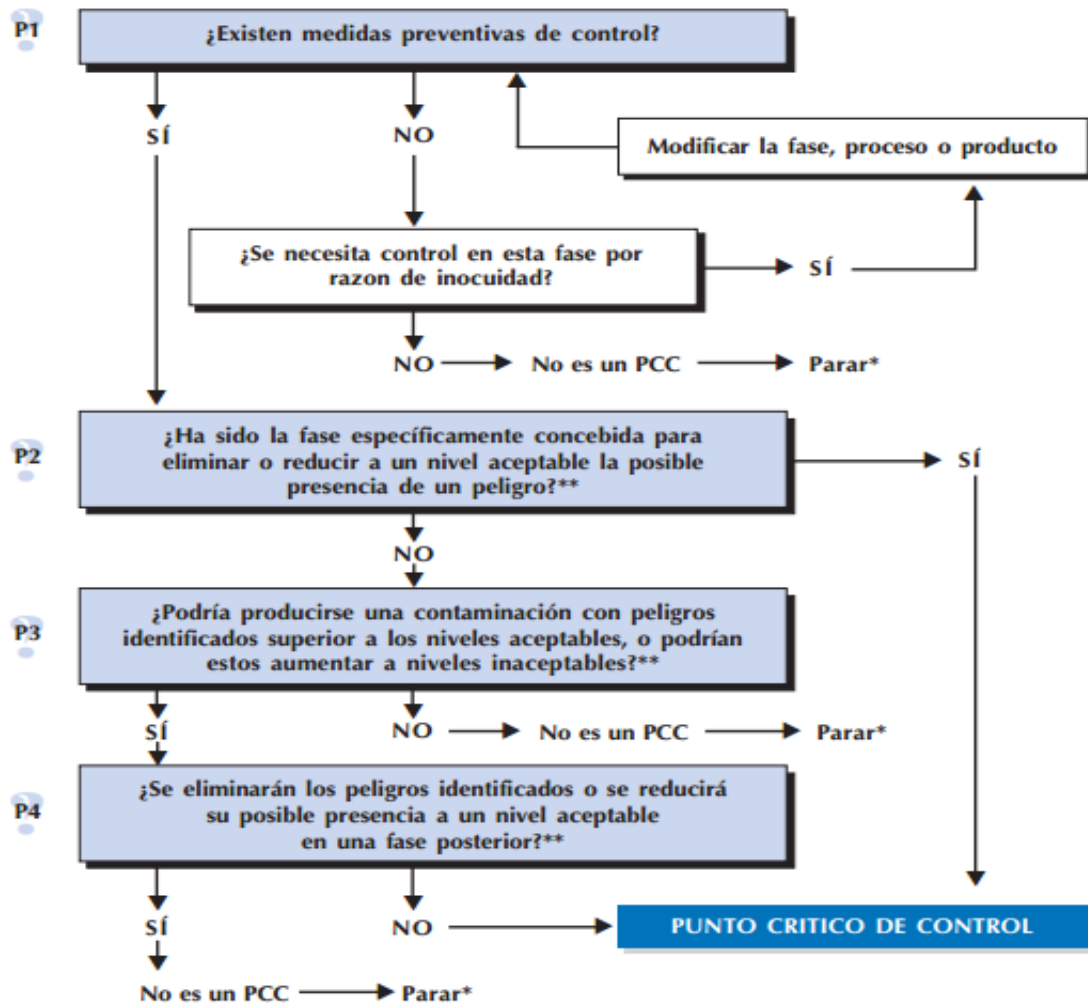 P1
¿Existen medidas preventivas de control?
SÍ
NO
Modificar la fase, proceso o producto
¿Se necesita control en esta fase por
razon de inocuidad?
SÍ
NO
No es un PCC
Parar*
P2
¿Ha sido la fase específicamente concebida para
eliminar o reducir a un nivel aceptable la posible
presencia de un peligro?**
SÍ
NO
P3
¿Podría producirse una contaminación con peligros
identificados superior a los niveles aceptables, o podrían
estos aumentar a niveles inaceptables?**
SÍ
NO
No es un PCC
Parar*
P4
¿Se eliminarán los peligros identificados o se reducirá
su posible presencia a un nivel aceptable
en una fase posterior?**
SÍ
NO
PUNTO CRITICO DE CONTROL
No es un PCC
Parar*